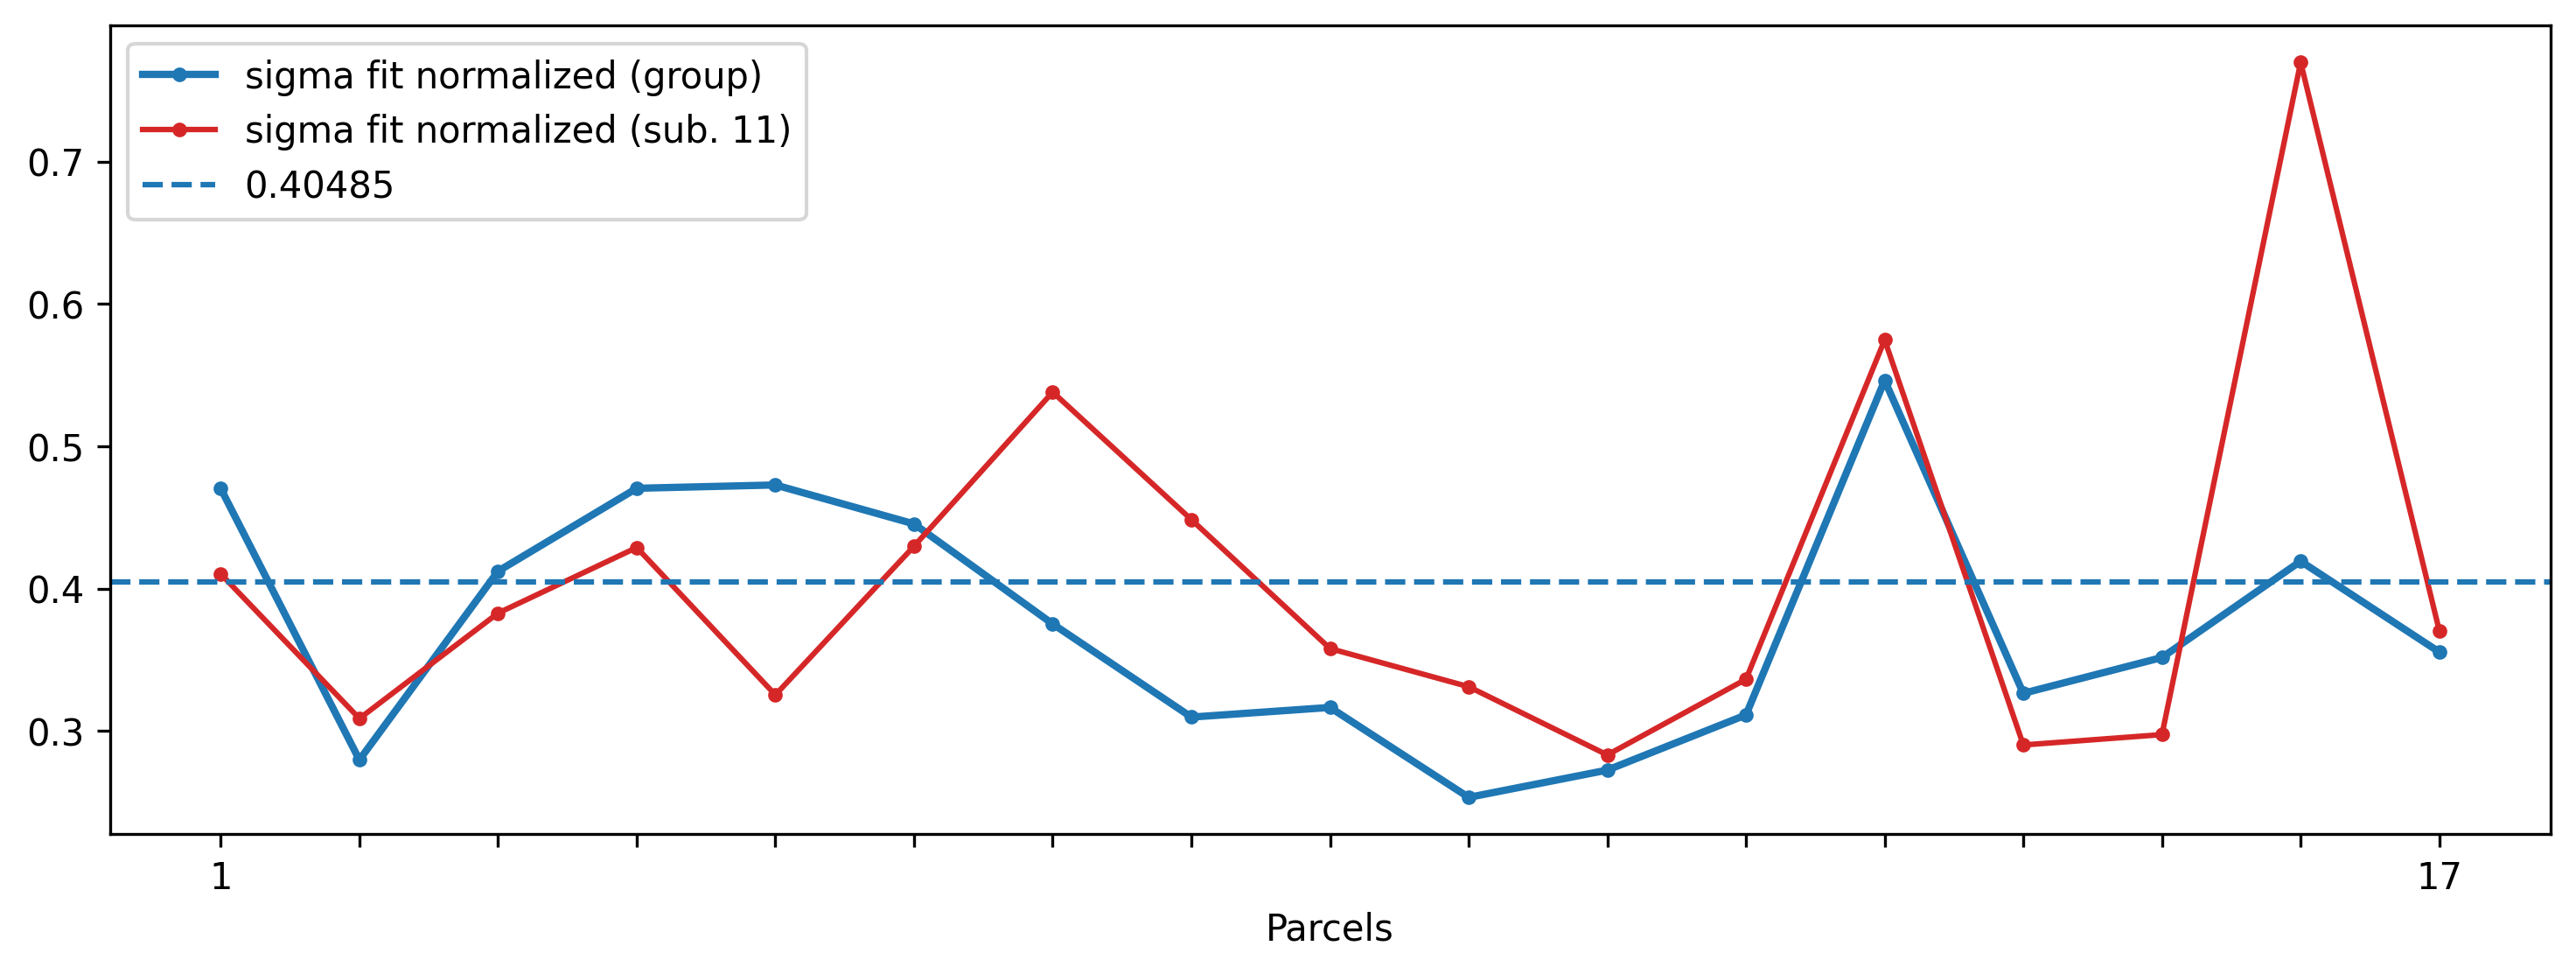 sigma fit normalized (group)
sigma fit normalized (sub. 11)
0.40485
0.7
0.6
0.5
0.4
0.3
1
17
Parcels